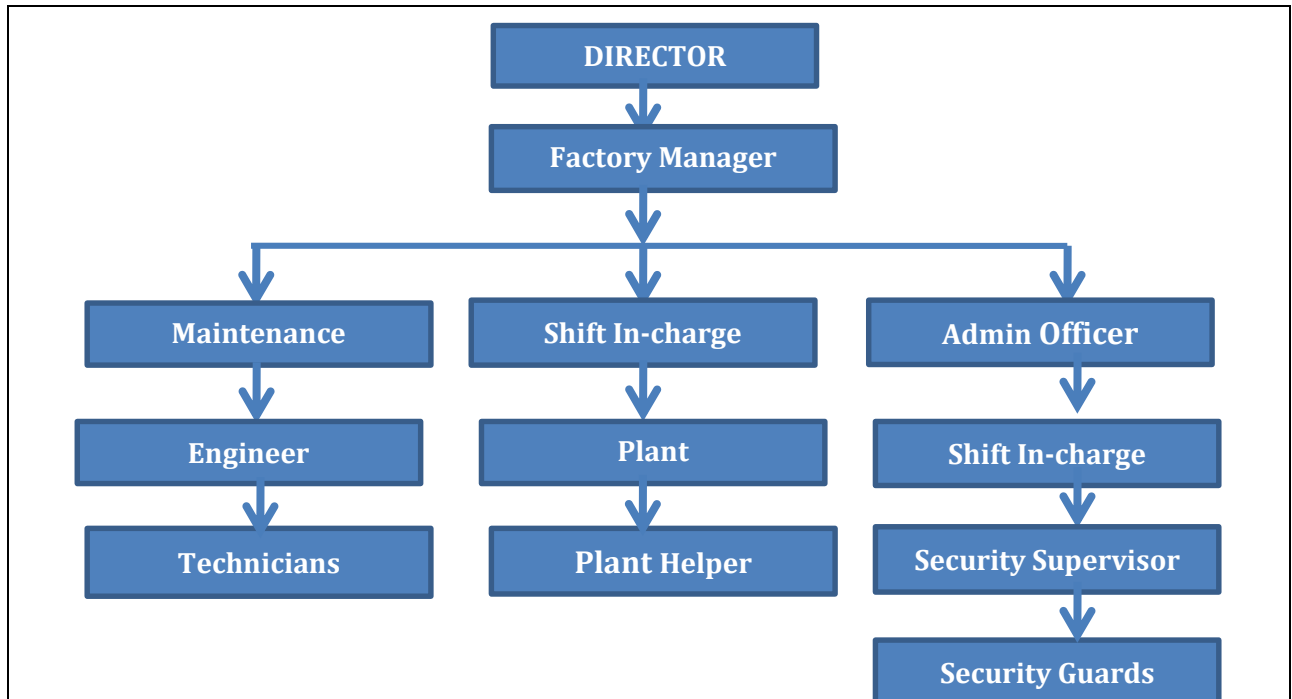 DIRECTOR
Factory Manager
Maintenance
Shift In-charge
Admin Officer
Engineer
Plant
Shift In-charge
Technicians
Plant Helper
Security Supervisor
Security Guards